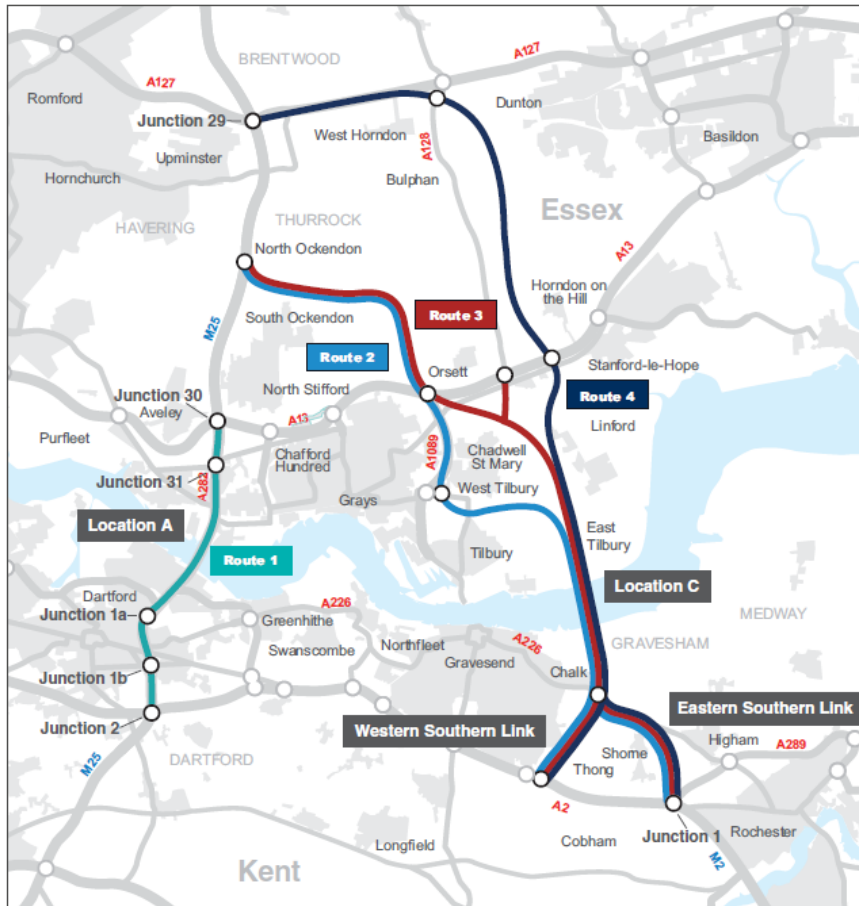 BRENTWOOD
A127
A127
Romford
Dunton
Junction 29
West Horndon
A128
Basildon
Upminster
Hornchurch
Bulphan
Essex
THURROCK
HAVERING
North Ockendon
A13
Horndon on
the Hill
M25
South Ockendon
Route 3
Route 2
Orsett
Stanford-le-Hope
Junction 30
North Stifford
Route 4
Aveley
A13
Linford
Purfleet
Chafford
Hundred
A1089
Chadwell
St Mary
Junction 31
A282
Grays
West Tilbury
Location A
East
Tilbury
Route 1
Tilbury
Location C
Dartford
A226
MEDWAY
Junction 1a
Greenhithe
Northfleet
A226
GRAVESHAM
Swanscombe
Gravesend
Chalk
Junction 1b
Eastern Southern Link
Junction 2
Western Southern Link
Higham
A289
Shorne
DARTFORD
Thong
M25
A2
Rochester
Cobham
Junction 1
Longfield
M2
Kent